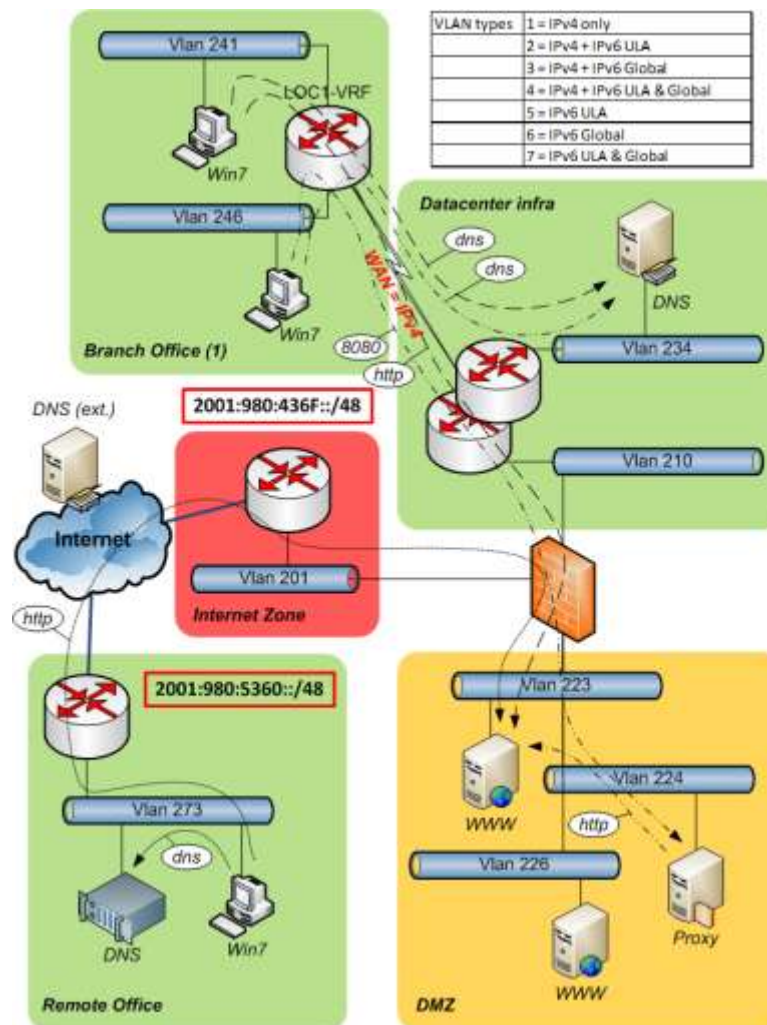 VLAN types 1 = IPv4 only
2 = IPv4 + IPv6 ULA
3 = IPv4 + IPv6 Global
4 = IPv4 + IPv6 ULA & Global
5 = IPv6 ULA
6 = IPv6 Global
7 = IPv6 ULA & Global
Vlan 241
LOC1-VRF
Win7
Vlan 246
Win7
Branch Office (1)
WAN = IPv4
8080
http
Datacenter infra
dns
dns
DNS
Vlan 234
Vlan 210
DNS (ext.)
2001:980:436F::/48
Internet
Vlan 201
Internet Zone
http
2001:980:5360::/48
Vlan 273
dns
DNS
Win7
Remote Office
Vlan 223
WWW
Vlan 224
http
Vlan 226
Proxy
WWW
DMZ